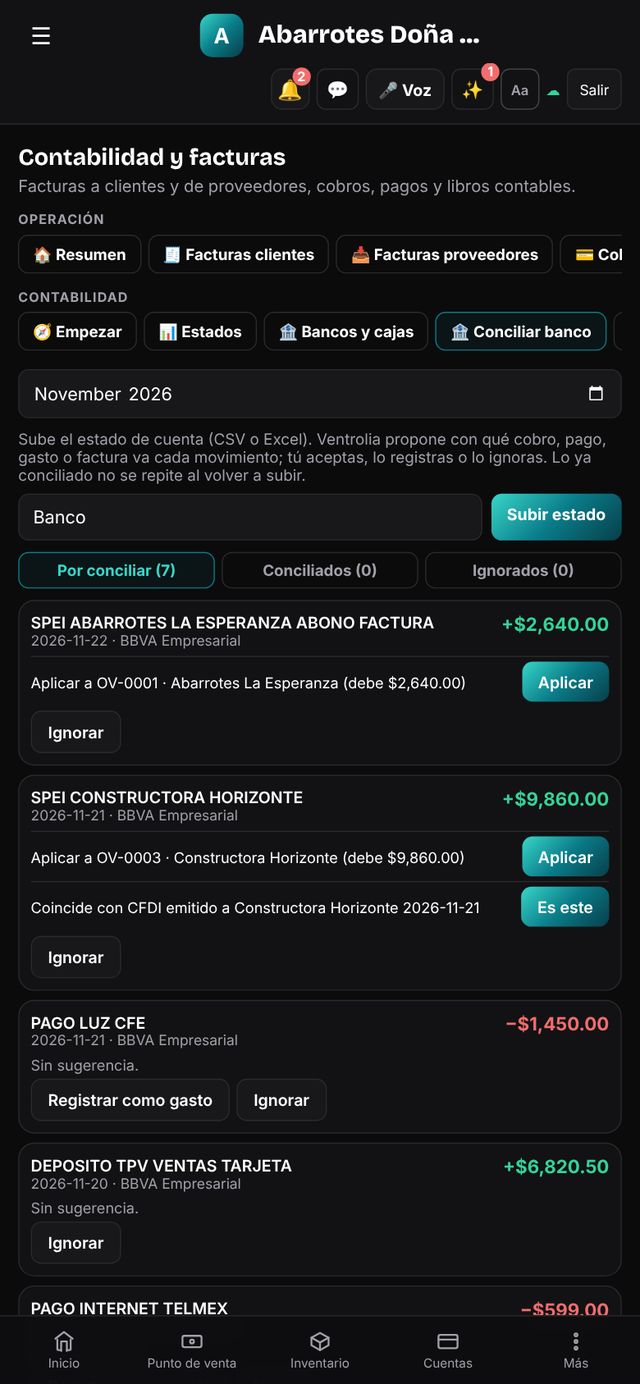 ☰
A
Abarrotes Doña ...
2
Voz
1
Aa
Salir
Contabilidad y facturas
Facturas a clientes y de proveedores, cobros, pagos y libros contables.
OPERACIÓN
Resumen
Facturas clientes
Facturas proveedores
Col
CONTABILIDAD
Empezar
Estados
Bancos y cajas
Conciliar banco
November 2026
Sube el estado de cuenta (CSV o Excel). Ventrolia propone con qué cobro, pago,
gasto o factura va cada movimiento; tú aceptas, lo registras o lo ignoras. Lo ya
conciliado no se repite al volver a subir.
Banco
Subir estado
Por conciliar (7)
Conciliados (0)
Ignorados (0)
SPEI ABARROTES LA ESPERANZA ABONO FACTURA
+$2,640.00
2026-11-22 · BBVA Empresarial
Aplicar a OV-0001 · Abarrotes La Esperanza (debe $2,640.00)
Aplicar
Ignorar
SPEI CONSTRUCTORA HORIZONTE
+$9,860.00
2026-11-21 · BBVA Empresarial
Aplicar a OV-0003 · Constructora Horizonte (debe $9,860.00)
Aplicar
Coincide con CFDI emitido a Constructora Horizonte 2026-11-21
Es este
Ignorar
PAGO LUZ CFE
−$1,450.00
2026-11-21 · BBVA Empresarial
Sin sugerencia.
Registrar como gasto
Ignorar
DEPOSITO TPV VENTAS TARJETA
+$6,820.50
2026-11-20 · BBVA Empresarial
Sin sugerencia.
Ignorar
PAGO INTERNET TELMEX
−$599.00
Inicio
Punto de venta
Inventario
Cuentas
Más